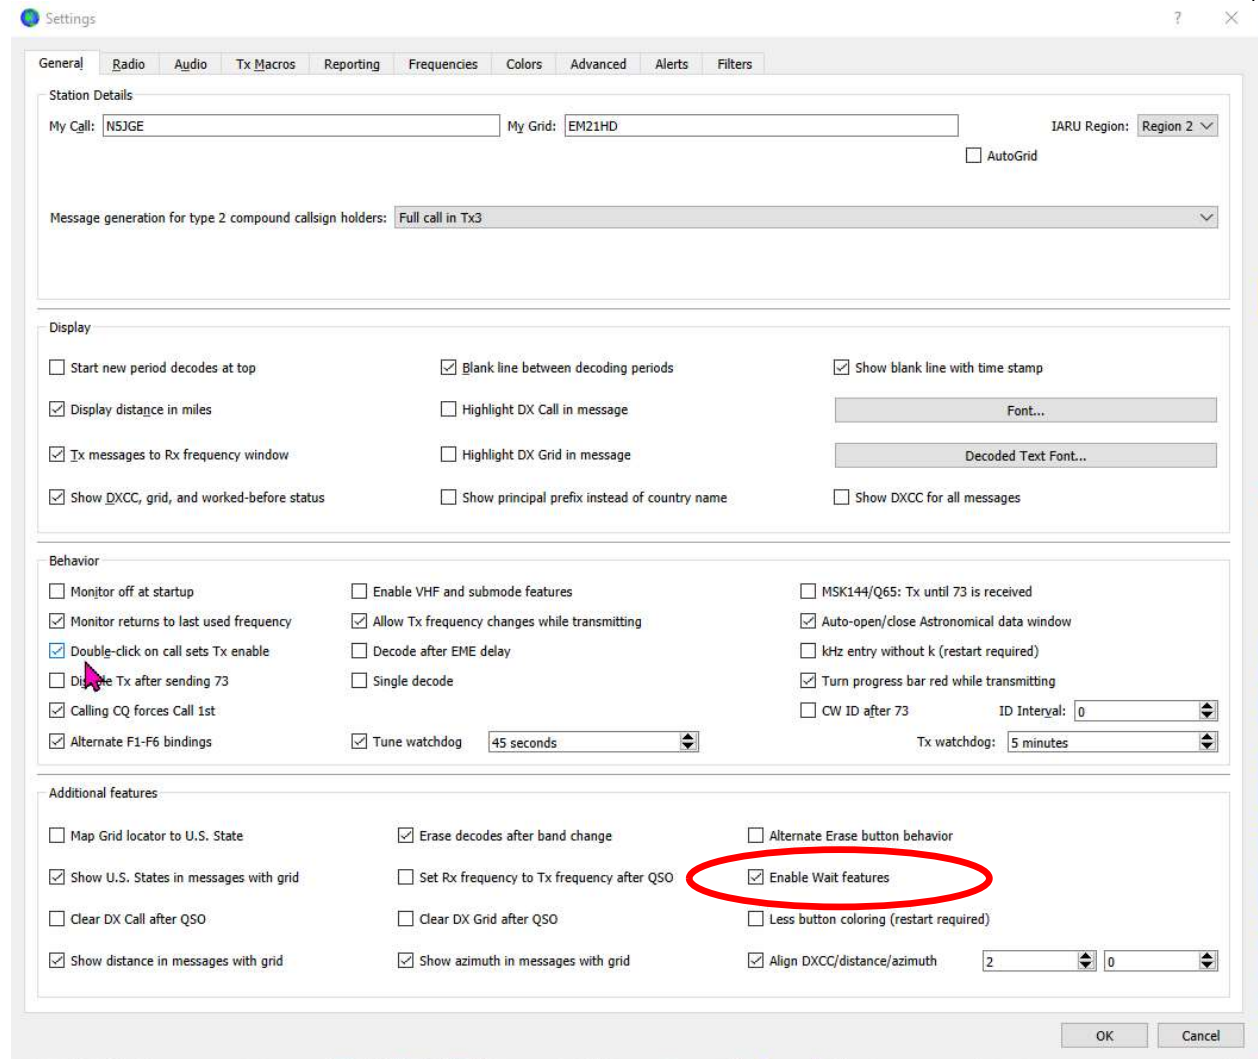 Settings
?
General Radio Audio Tx Macros Reporting Frequencies Colors Advanced Alerts Filters
Station Details
My Call: N5JGE My Grid: EM21HD IARU Region: Region 2
AutoGrid
Message generation for type 2 compound callsign holders: Full call in Tx3
Display
Start new period decodes at top Blank line between decoding periods Show blank line with time stamp
Display distance in miles Highlight DX Call in message Font...
Tx messages to Rx frequency window Highlight DX Grid in message Decoded Text Font...
Show DXCC, grid, and worked-before status Show principal prefix instead of country name Show DXCC for all messages
Behavior
Monitor off at startup Enable VHF and submode features MSK144/Q65: Tx until 73 is received
Monitor returns to last used frequency Allow Tx frequency changes while transmitting Auto-open/close Astronomical data window
Double-click on call sets Tx enable Decode after EME delay kHz entry without k (restart required)
Disable Tx after sending 73 Single decode Turn progress bar red while transmitting
Calling CQ forces Call 1st CW ID after 73 ID Interval: 0
Alternate F1-F6 bindings Tune watchdog 45 seconds Tx watchdog: 5 minutes
Additional features
Map Grid locator to U.S. State Erase decodes after band change Alternate Erase button behavior
Show U.S. States in messages with grid Set Rx frequency to Tx frequency after QSO Enable Wait features
Clear DX Call after QSO Clear DX Grid after QSO Less button coloring (restart required)
Show distance in messages with grid Show azimuth in messages with grid Align DXCC/distance/azimuth 2 0
OK Cancel